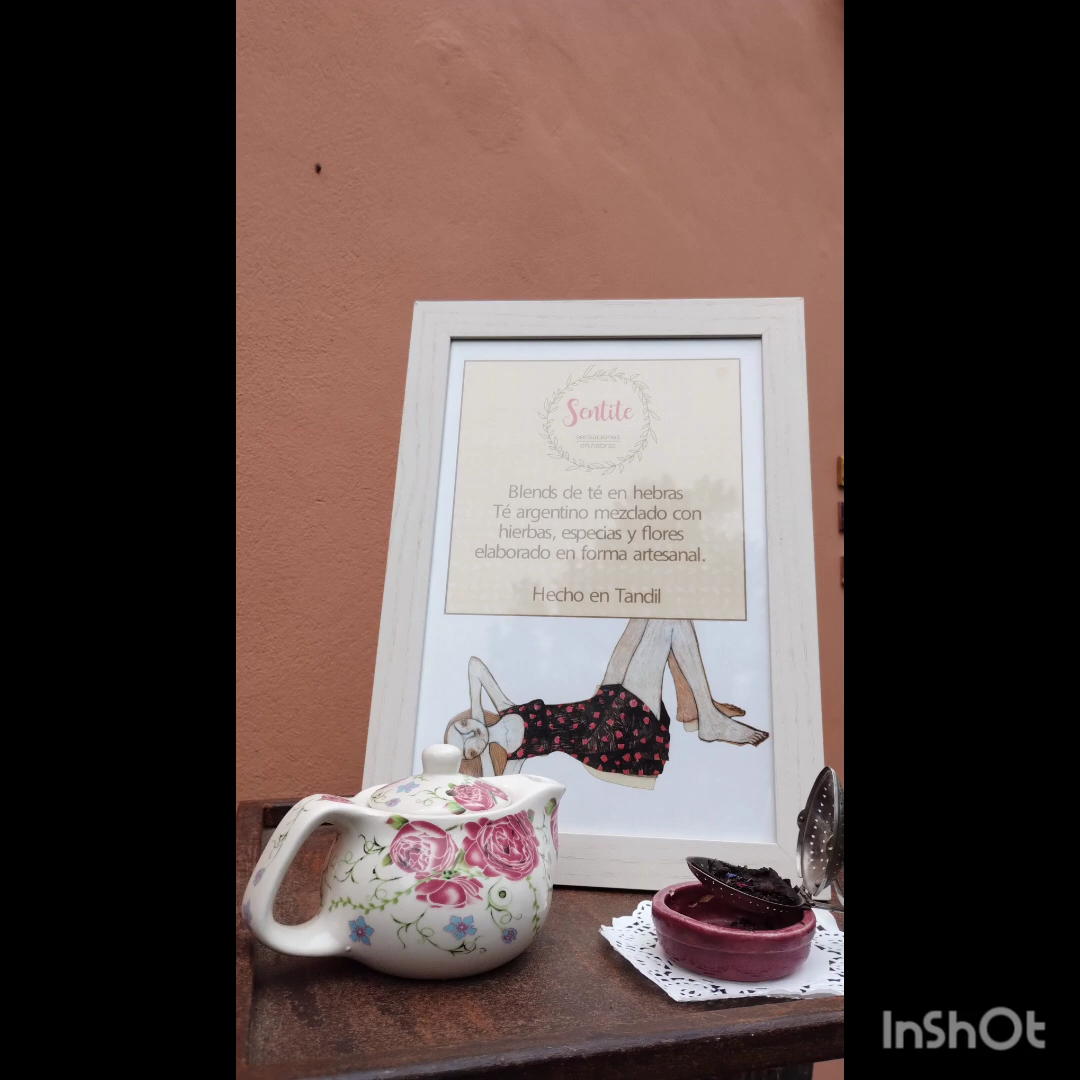 Sentite
Blends de té en hebras
Té argentino mezclado con
hierbas, especias y flores
elaborado en forma artesanal.
Hecho en Tandil
InShOt